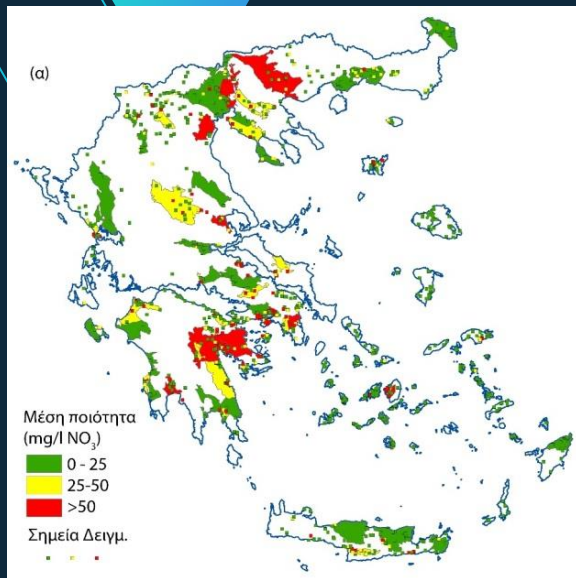 (α)
Μέση ποιότητα
(mg/l NO₃)
0 - 25
25-50
>50
Σημεία Δειγμ.